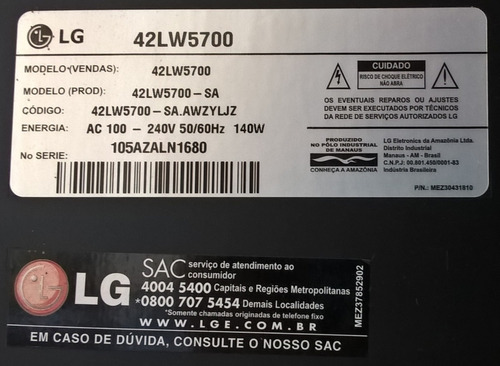 LG 42LW5700
MODELO (VENDAS): 42LW5700
MODELO (PROD): 42LW5700-SA
CÓDIGO: 42LW5700-SA.AWZYLJZ
ENERGIA: AC 100 - 240V 50/60Hz 140W
No SERIE: 105AZALN1680
CUIDADO
RISCO DE CHOQUE ELÉTRICO
NÃO ABRA
OS EVENTUAIS REPAROS OU AJUSTES
DEVEM SER EXECUTADOS POR TÉCNICOS
DA REDE DE SERVIÇOS AUTORIZADOS LG
PRODUZIDO
NO PÓLO INDUSTRIAL
DE MANAUS
CONHEÇA A AMAZÔNIA
LG Eletronics da Amazônia Ltda.
Distrito Industrial
Manaus - AM - Brasil
C.N.P.J: 00.801.450/0001-83
Indústria Brasileira
P/N.: MEZ30431810
LG
SAC serviço de atendimento ao
consumidor
4004 5400 Capitais e Regiões Metropolitanas
*0800 707 5454 Demais Localidades
*Somente chamadas originadas de telefone fixo
WWW.LGE.COM.BR
EM CASO DE DÚVIDA, CONSULTE O NOSSO SAC
MEZ37852902